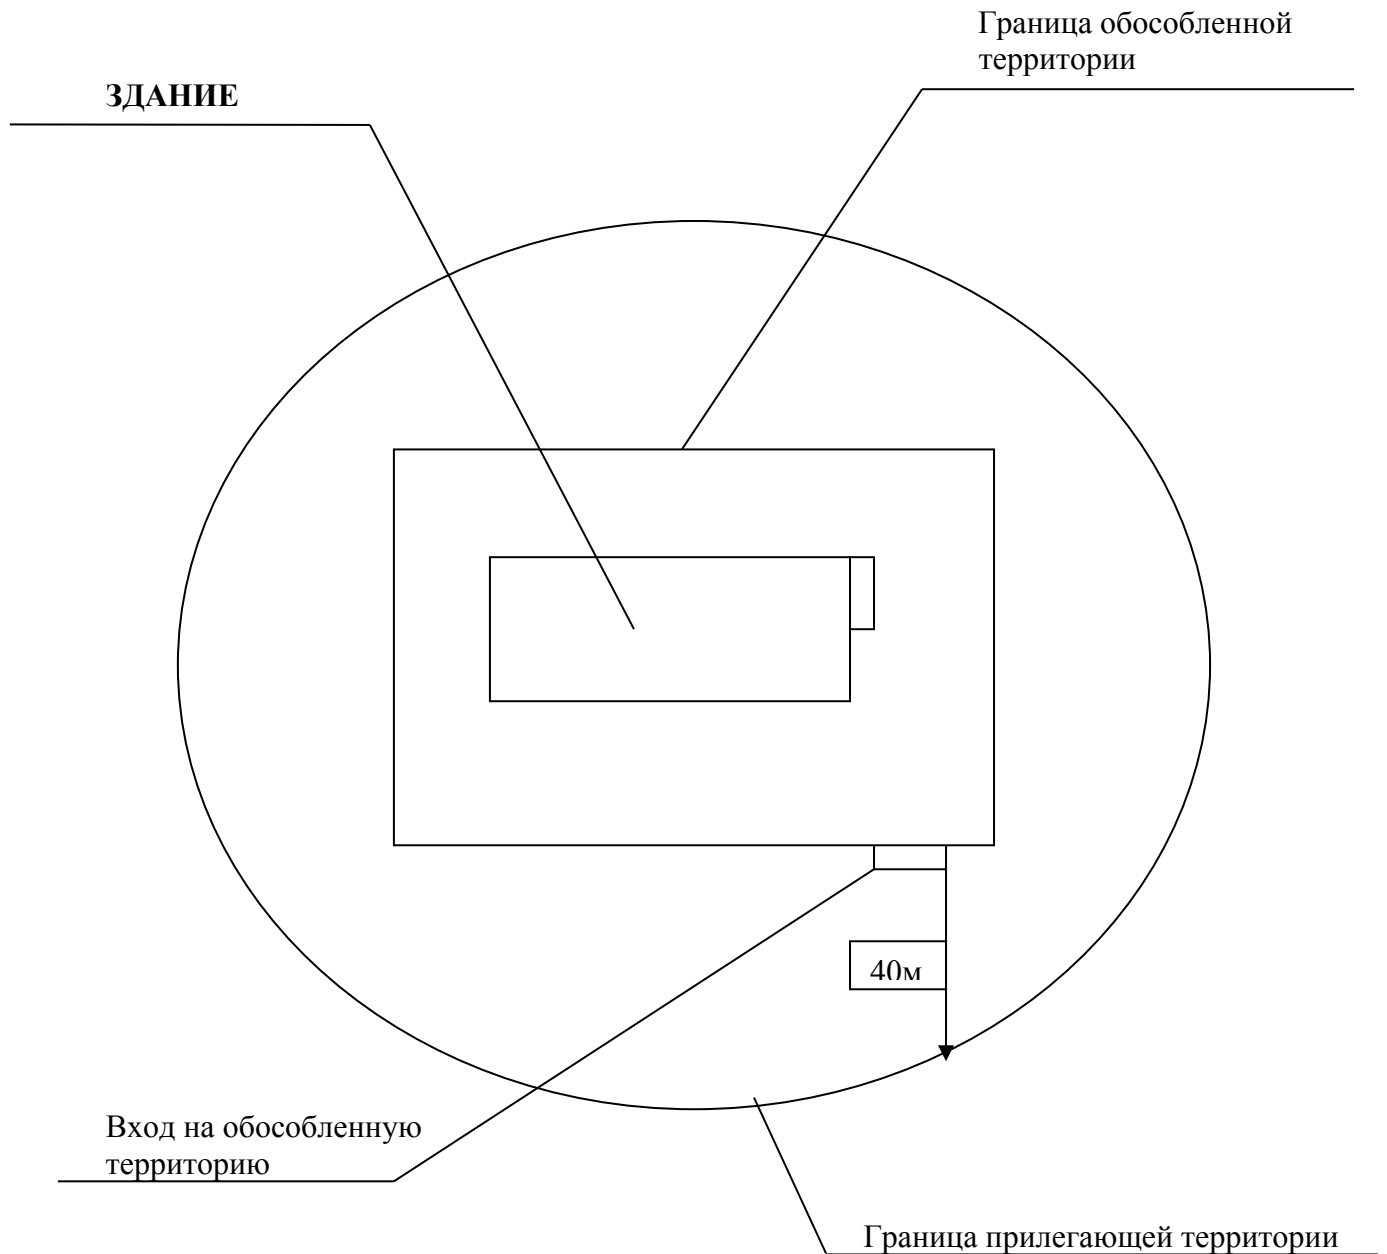 Граница обособленной
территории
ЗДАНИЕ
40м
Вход на обособленную
территорию
Граница прилегающей территории